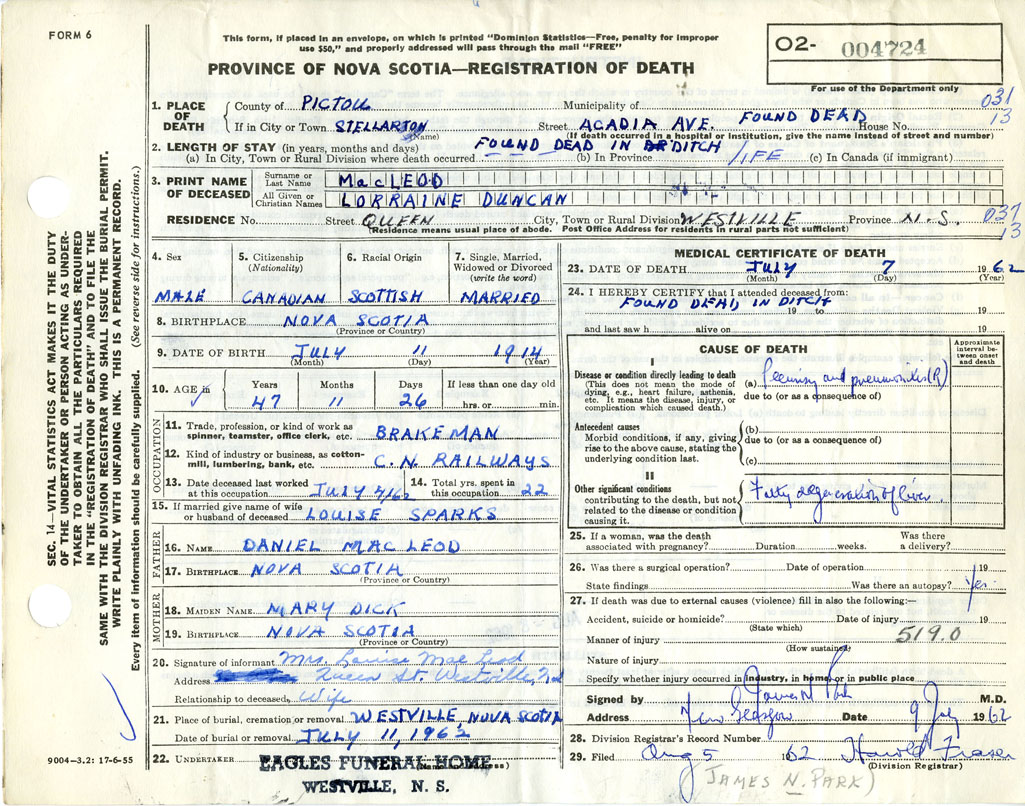 FORM 6
This form, if placed in an envelope, on which is printed "Dominion Statistics—Free, penalty for improper
use $50," and properly addressed will pass through the mail "FREE"
PROVINCE OF NOVA SCOTIA—REGISTRATION OF DEATH
O2- 004724
For use of the Department only
SEC. 14—VITAL STATISTICS ACT MAKES IT THE DUTY
OF THE UNDERTAKER OR PERSON ACTING AS UNDER-
TAKER TO OBTAIN ALL THE PARTICULARS REQUIRED
IN THE "REGISTRATION OF DEATH" AND TO FILE THE
SAME WITH THE DIVISION REGISTRAR WHO SHALL ISSUE THE BURIAL PERMIT.
WRITE PLAINLY WITH UNFADING INK. THIS IS A PERMANENT RECORD.
Every item of information should be carefully supplied. (See reverse side for instructions.)
1. PLACE OF DEATH County of PICTOU Municipality of 031
If in City or Town STELLARTON (Name) Street ACADIA AVE. FOUND DEAD House No. 13
(If death occurred in a hospital or institution, give the name instead of street and number)
2. LENGTH OF STAY (in years, months and days) FOUND DEAD IN DITCH
(a) In City, Town or Rural Division where death occurred (b) In Province LIFE (c) In Canada (if immigrant)
3. PRINT NAME OF DECEASED Surname or Last Name MacLEOD
All Given or Christian Names LORRAINE DUNCAN
RESIDENCE No. Street QUEEN City, Town or Rural Division WESTVILLE Province N.S. 031 13
(Residence means usual place of abode. Post Office Address for residents in rural parts not sufficient)
4. Sex 5. Citizenship (Nationality) 6. Racial Origin 7. Single, Married, Widowed or Divorced (write the word)
MALE CANADIAN SCOTTISH MARRIED
8. BIRTHPLACE NOVA SCOTIA
(Province or Country)
9. DATE OF BIRTH JULY 11 1914
(Month) (Day) (Year)
10. AGE in Years Months Days If less than one day old
47 11 26 hrs. or min.
OCCUPATION
11. Trade, profession, or kind of work as
spinner, teamster, office clerk, etc. BRAKEMAN
12. Kind of industry or business, as cotton-
mill, lumbering, bank, etc. C.N. RAILWAYS
13. Date deceased last worked at this occupation JULY 4/62 14. Total yrs. spent in this occupation 22
15. If married give name of wife
or husband of deceased LOUISE SPARKS
FATHER
16. NAME DANIEL MACLEOD
17. BIRTHPLACE NOVA SCOTIA
(Province or Country)
MOTHER
18. MAIDEN NAME MARY DICK
19. BIRTHPLACE NOVA SCOTIA
(Province or Country)
20. Signature of informant Mrs. Louise MacLeod
Address Queen St. Westville, N.S.
Relationship to deceased Wife
21. Place of burial, cremation or removal WESTVILLE, NOVA SCOTIA
Date of burial or removal JULY 11, 1962
22. UNDERTAKER EAGLES FUNERAL HOME
WESTVILLE, N. S.
9004—3.2: 17-6-55
MEDICAL CERTIFICATE OF DEATH
23. DATE OF DEATH JULY 7 1962
(Month) (Day) (Year)
24. I HEREBY CERTIFY that I attended deceased from:
FOUND DEAD, IN DITCH 19 to 19
and last saw h alive on 19
CAUSE OF DEATH
Approximate interval between onset and death
I
Disease or condition directly leading to death
(This does not mean the mode of
dying, e.g., heart failure, asthenia,
etc. It means the disease, injury, or
complication which caused death.)
(a) Pleurisy and pneumonitis (R)
due to (or as a consequence of)
Antecedent causes
Morbid conditions, if any, giving
rise to the above cause, stating the
underlying condition last.
(b)
due to (or as a consequence of)
(c)
II
Other significant conditions
contributing to the death, but not
related to the disease or condition
causing it.
Fatty degeneration of liver.
25. If a woman, was the death
associated with pregnancy? Duration weeks. Was there a delivery?
26. Was there a surgical operation? Date of operation 19
State findings Was there an autopsy? Yes
27. If death was due to external causes (violence) fill in also the following:—
Accident, suicide or homicide? Date of injury 19
(State which) 519.0
Manner of injury
(How sustained)
Nature of injury
Specify whether injury occurred in industry, in home or in public place
Signed by James N. Park M.D.
Address New Glasgow Date 9 July 1962
28. Division Registrar's Record Number
29. Filed Aug 5 1962 Harold Fraser
(Division Registrar)
(JAMES N. PARK)